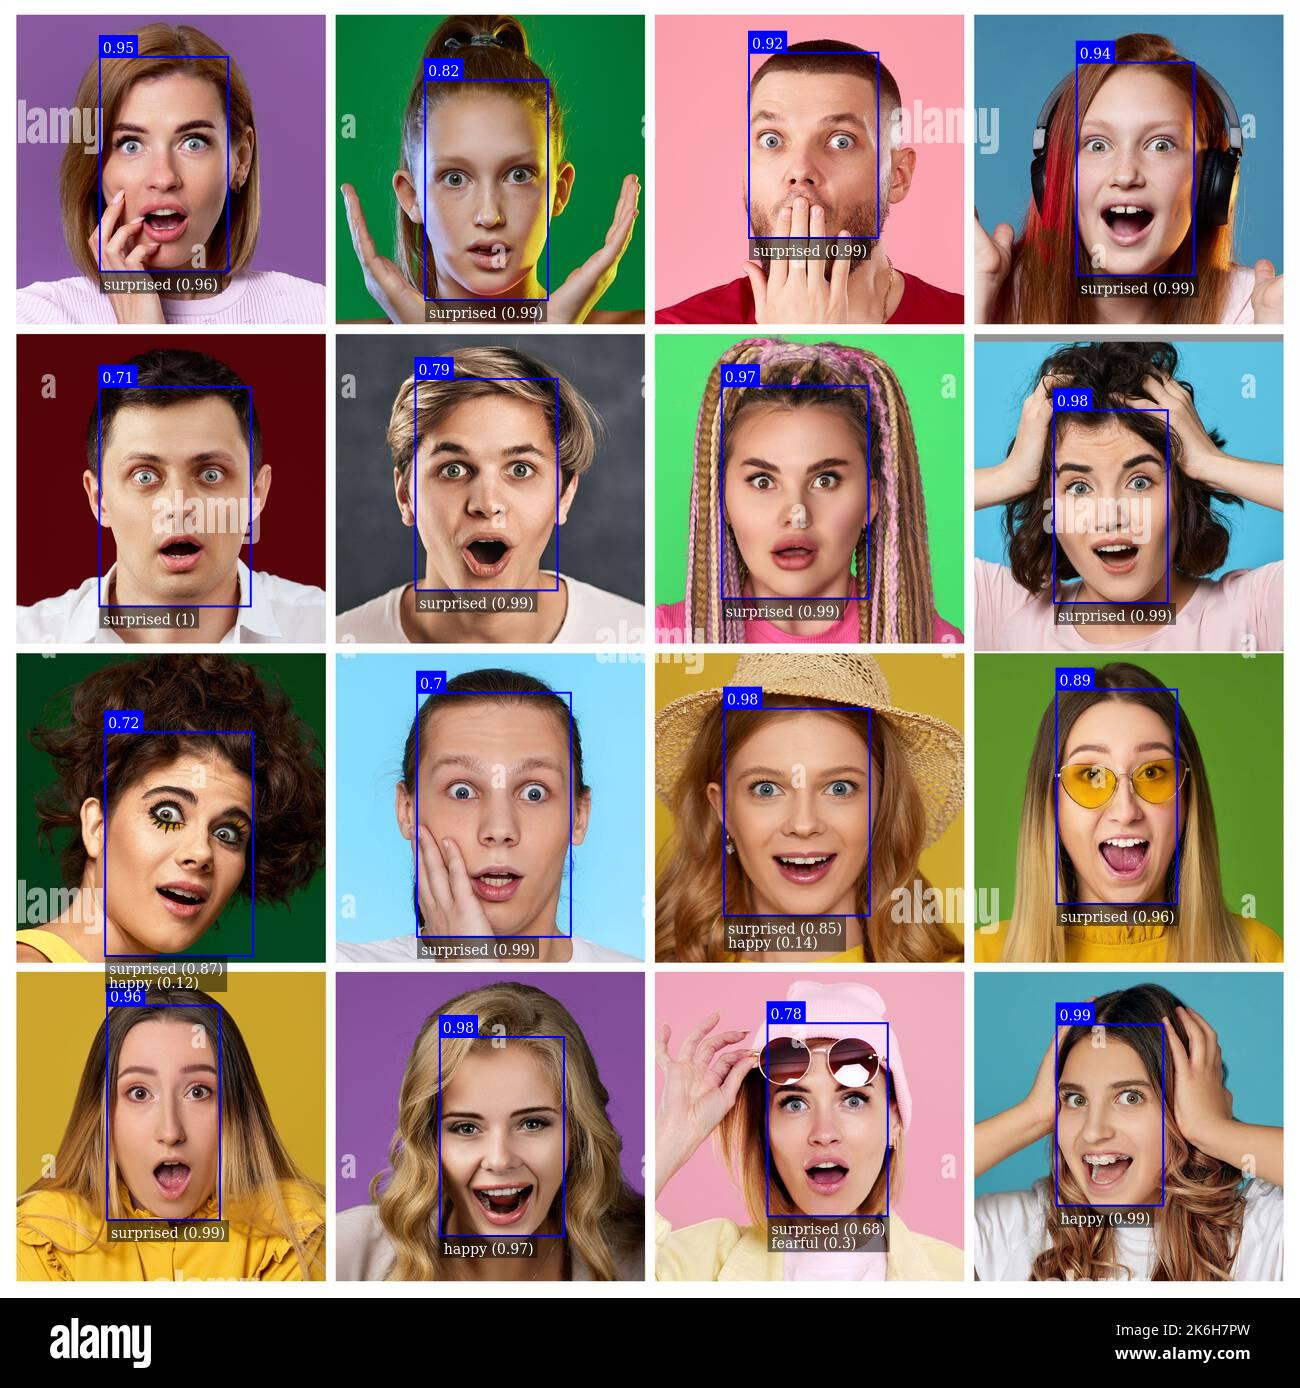 0.95
surprised (0.96)
0.82
surprised (0.99)
0.92
surprised (0.99)
0.94
surprised (0.99)
0.71
surprised (1)
0.79
surprised (0.99)
0.97
surprised (0.99)
0.98
surprised (0.99)
0.72
surprised (0.87)
happy (0.12)
0.7
surprised (0.99)
0.98
surprised (0.85)
happy (0.14)
0.89
surprised (0.96)
0.96
surprised (0.99)
0.98
happy (0.97)
0.78
surprised (0.68)
fearful (0.3)
0.99
happy (0.99)
alamy
a
alamy
Image ID: 2K6H7PW
www.alamy.com